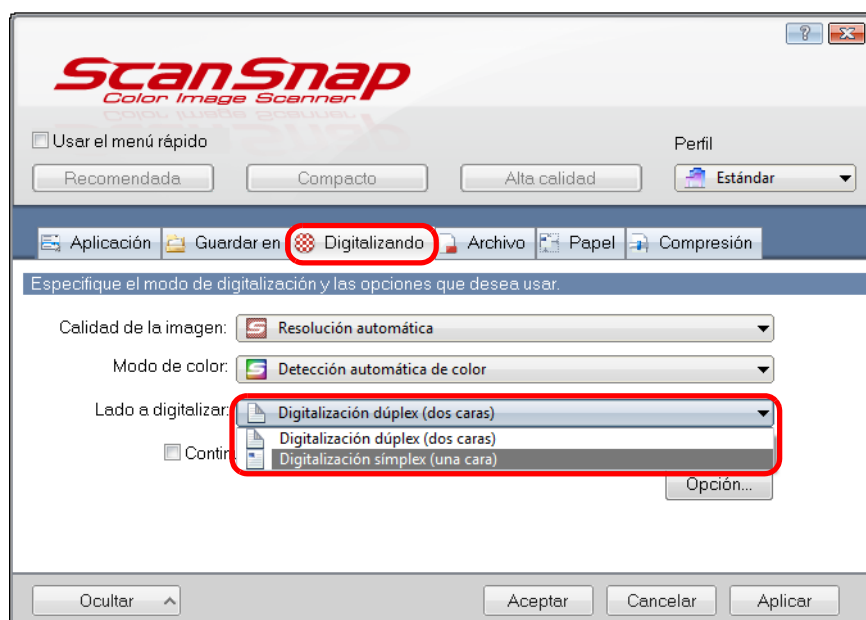 ScanSnap
Color Image Scanner
Usar el menú rápido
Perfil
Recomendada Compacto Alta calidad Estándar
Aplicación Guardar en Digitalizando Archivo Papel Compresión
Especifique el modo de digitalización y las opciones que desea usar.
Calidad de la imagen: Resolución automática
Modo de color: Detección automática de color
Lado a digitalizar: Digitalización dúplex (dos caras)
Digitalización dúplex (dos caras)
Digitalización símplex (una cara)
Opción...
Ocultar Aceptar Cancelar Aplicar